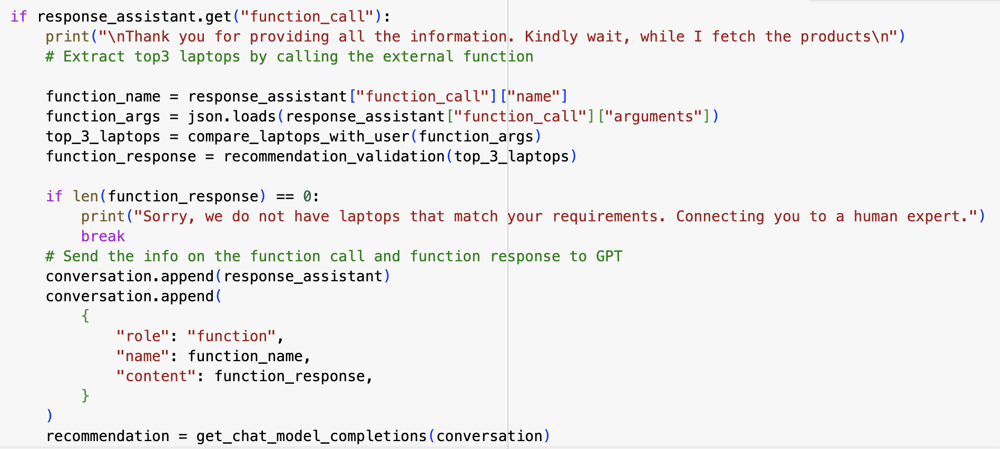 if response_assistant.get("function_call"):
    print("\nThank you for providing all the information. Kindly wait, while I fetch the products\n")
    # Extract top3 laptops by calling the external function

    function_name = response_assistant["function_call"]["name"]
    function_args = json.loads(response_assistant["function_call"]["arguments"])
    top_3_laptops = compare_laptops_with_user(function_args)
    function_response = recommendation_validation(top_3_laptops)

    if len(function_response) == 0:
        print("Sorry, we do not have laptops that match your requirements. Connecting you to a human expert.")
        break
    # Send the info on the function call and function response to GPT
    conversation.append(response_assistant)
    conversation.append(
        {
            "role": "function",
            "name": function_name,
            "content": function_response,
        }
    )
    recommendation = get_chat_model_completions(conversation)